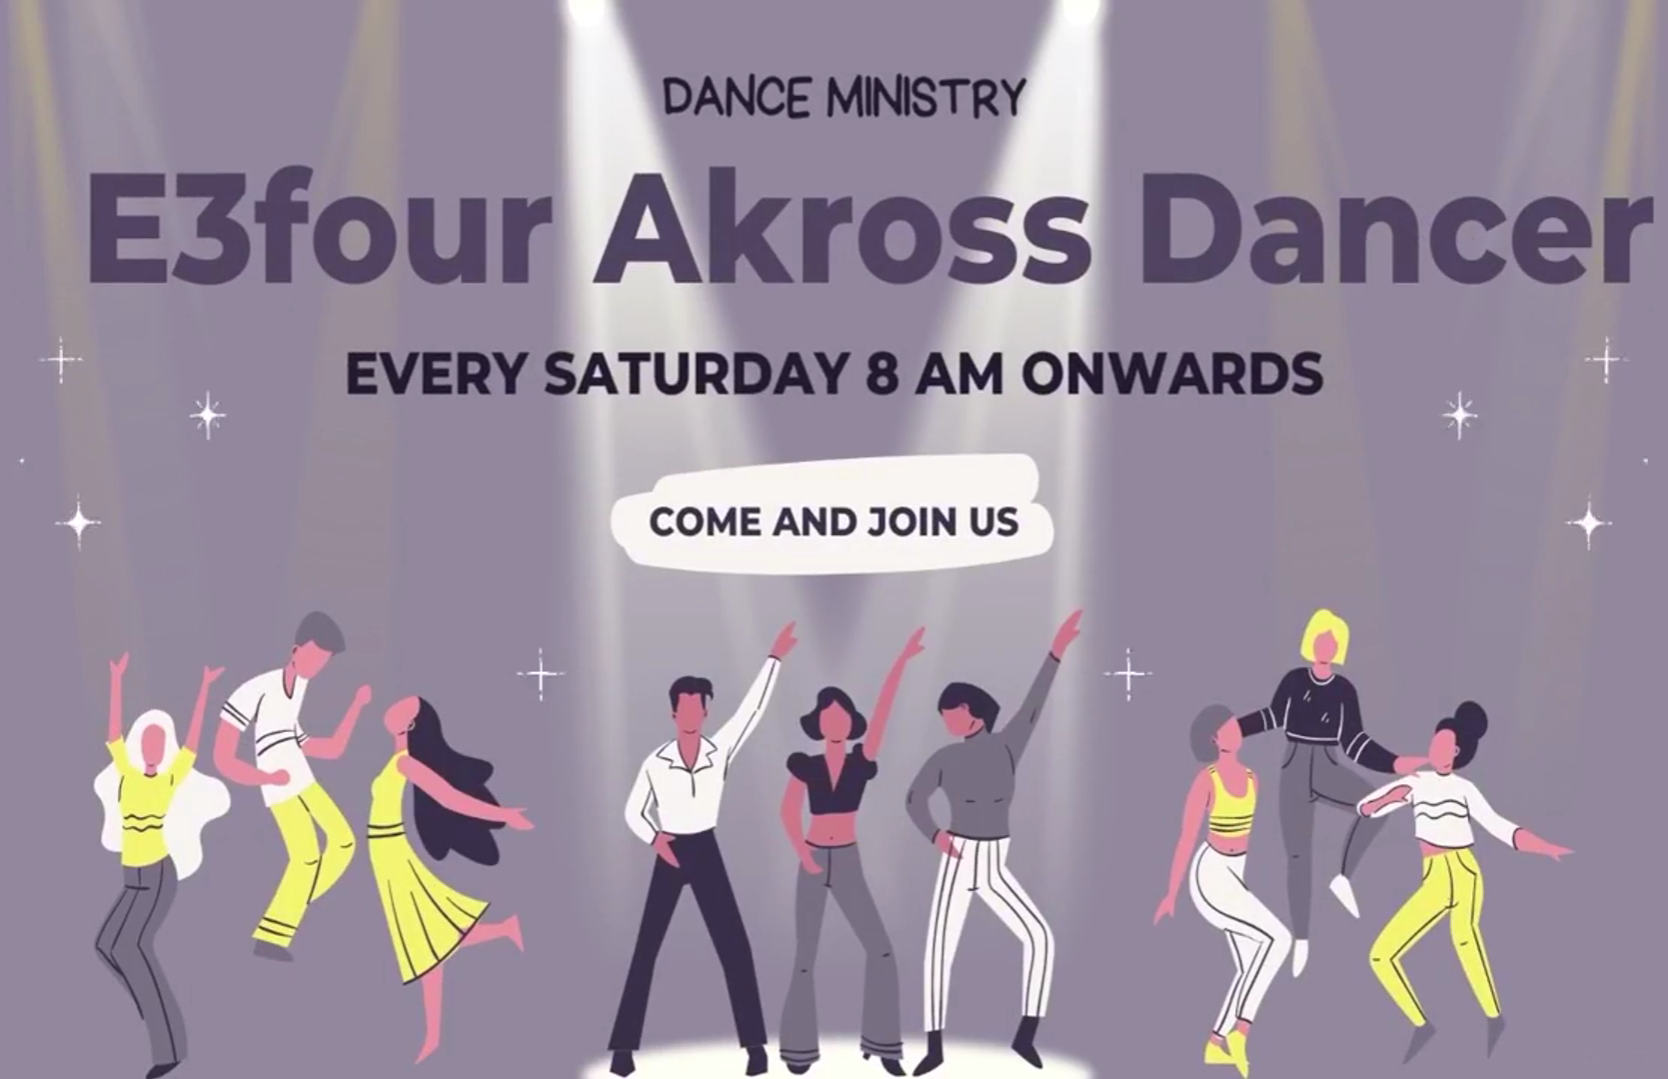 DANCE MINISTRY
E3four Akross Dancer
EVERY SATURDAY 8 AM ONWARDS
COME AND JOIN US